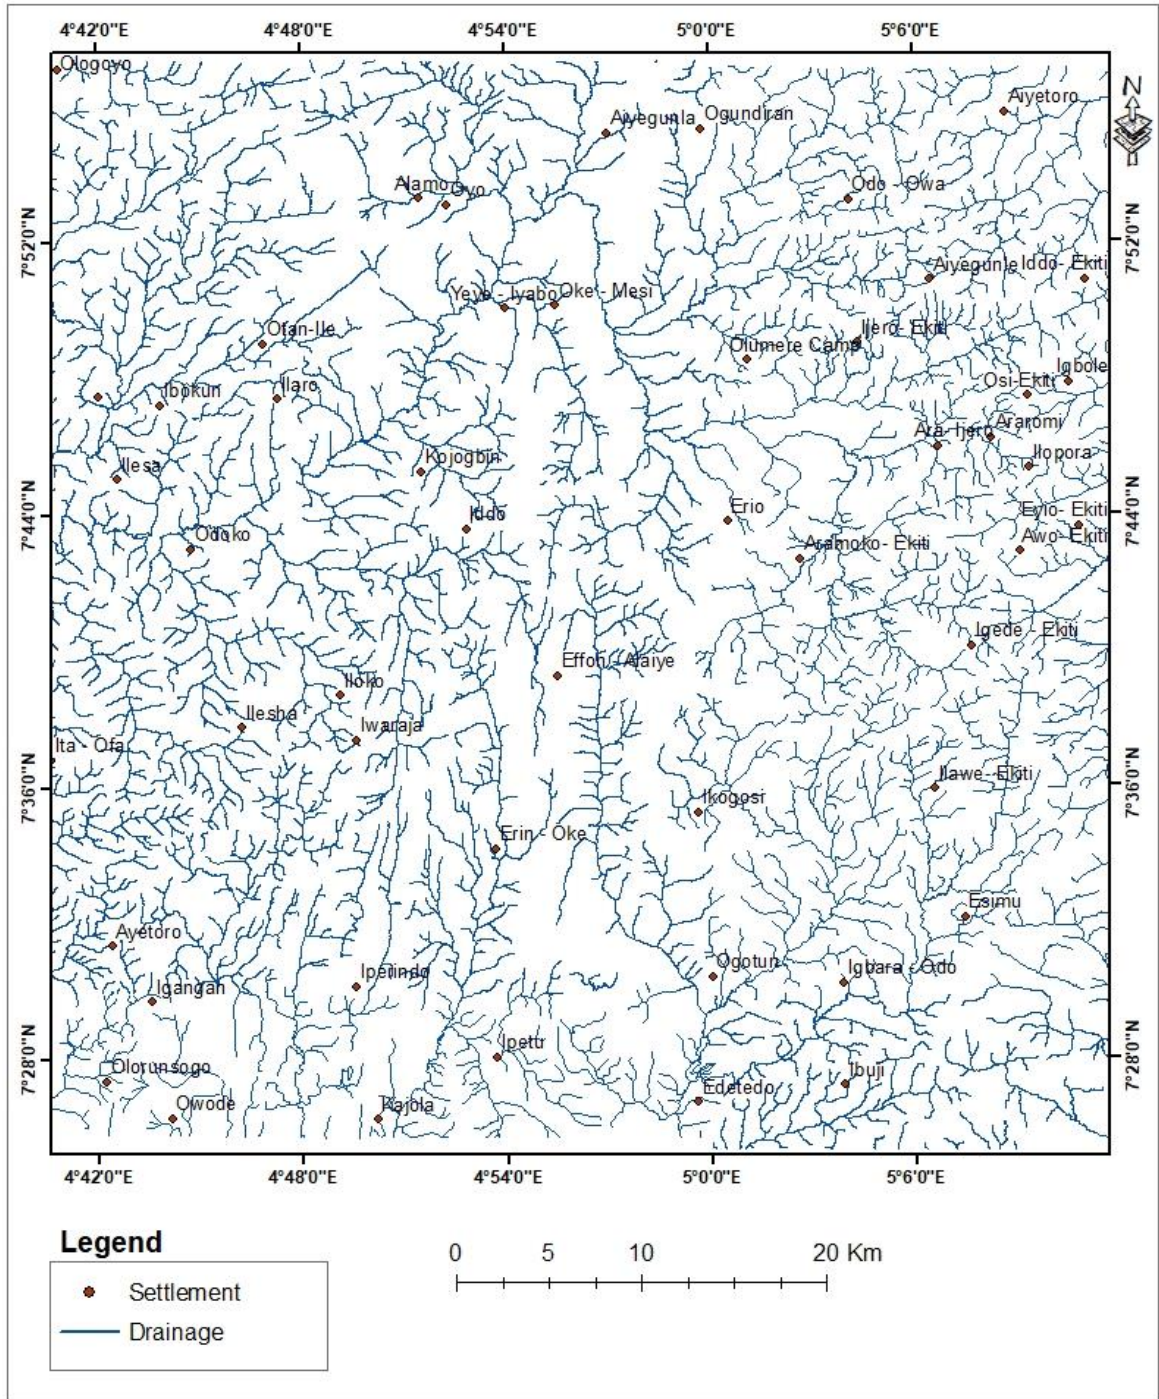 4°42'0"E 4°48'0"E 4°54'0"E 5°0'0"E 5°6'0"E
Ologoyo
N
Aiyetoro
Aiyegunla Ogundiran
Alamo Oyo
Odo - Owa
7°52'0"N 7°52'0"N
Aiyegunle Iddo- Ekiti
Yeye - Iyabo Oke - Mesi
Otan-Ile
Ijero- Ekiti
Olumere Camp
Igbole
Osi-Ekiti
Ibokun Ilaro
Araromi
Ara- Ijero
Ilopora
Kojogbin
Ilesa
7°44'0"N 7°44'0"N
Erio
Eyio- Ekiti
Iddo
Odoko
Awo- Ekiti
Aramoko- Ekiti
Igede - Ekiti
Effon - Alaiye
Iloko
Ilesha
Iwaraja
Ita - Ofa
Ilawe- Ekiti
7°36'0"N 7°36'0"N
Ikogosi
Erin - Oke
Esimu
Ayetoro
Ogotun
Iperindo
Igbara - Odo
Igangan
7°28'0"N 7°28'0"N
Ipetu
Olorunsogo
Ibuji
Edetedo
Owode Kajola
4°42'0"E 4°48'0"E 4°54'0"E 5°0'0"E 5°6'0"E
Legend
0 5 10 20 Km
Settlement
Drainage